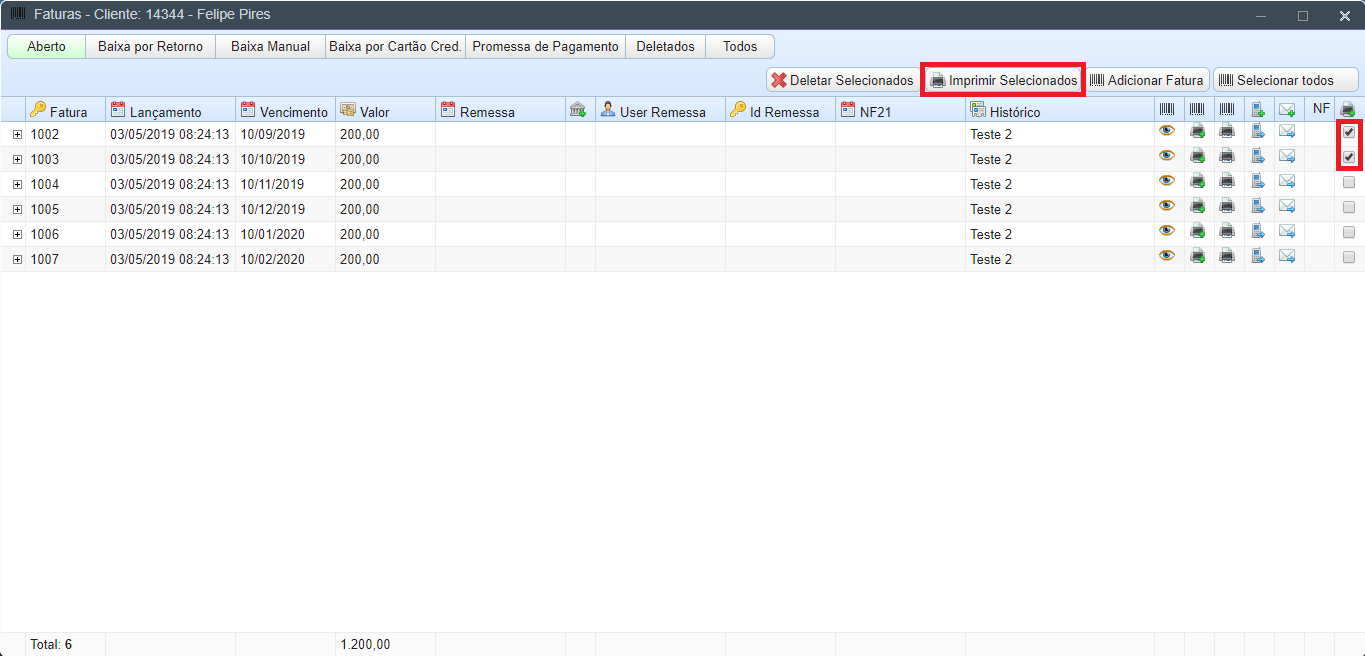 Faturas - Cliente: 14344 - Felipe Pires
Aberto Baixa por Retorno Baixa Manual Baixa por Cartão Cred. Promessa de Pagamento Deletados Todos
Deletar Selecionados Imprimir Selecionados Adicionar Fatura Selecionar todos
Fatura Lançamento Vencimento Valor Remessa User Remessa Id Remessa NF21 Histórico NF
1002 03/05/2019 08:24:13 10/09/2019 200,00 Teste 2
1003 03/05/2019 08:24:13 10/10/2019 200,00 Teste 2
1004 03/05/2019 08:24:13 10/11/2019 200,00 Teste 2
1005 03/05/2019 08:24:13 10/12/2019 200,00 Teste 2
1006 03/05/2019 08:24:13 10/01/2020 200,00 Teste 2
1007 03/05/2019 08:24:13 10/02/2020 200,00 Teste 2
Total: 6 1.200,00